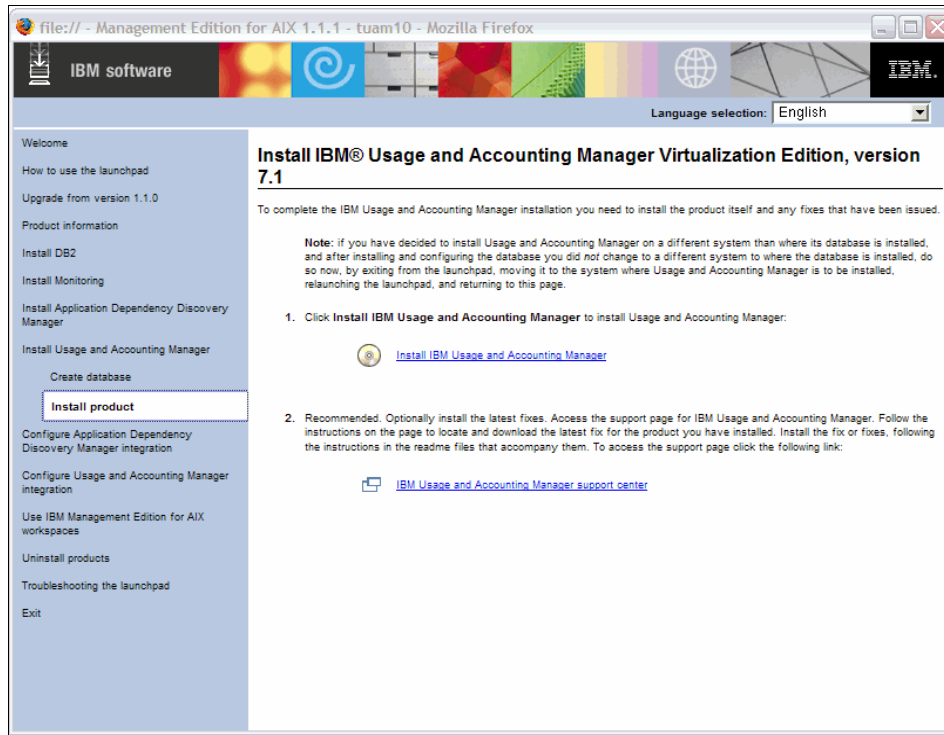 file:// - Management Edition for AIX 1.1.1 - tuam10 - Mozilla Firefox
IBM software
IBM.
Language selection: English
Welcome
How to use the launchpad
Upgrade from version 1.1.0
Product information
Install DB2
Install Monitoring
Install Application Dependency Discovery
Manager
Install Usage and Accounting Manager
Create database
Install product
Configure Application Dependency
Discovery Manager integration
Configure Usage and Accounting Manager
integration
Use IBM Management Edition for AIX
workspaces
Uninstall products
Troubleshooting the launchpad
Exit
Install IBM® Usage and Accounting Manager Virtualization Edition, version
7.1
To complete the IBM Usage and Accounting Manager installation you need to install the product itself and any fixes that have been issued.
Note: if you have decided to install Usage and Accounting Manager on a different system than where its database is installed,
and after installing and configuring the database you did not change to a different system to where the database is installed, do
so now, by exiting from the launchpad, moving it to the system where Usage and Accounting Manager is to be installed,
relaunching the launchpad, and returning to this page.
1. Click Install IBM Usage and Accounting Manager to install Usage and Accounting Manager:
Install IBM Usage and Accounting Manager
2. Recommended. Optionally install the latest fixes. Access the support page for IBM Usage and Accounting Manager. Follow the
instructions on the page to locate and download the latest fix for the product you have installed. Install the fix or fixes, following
the instructions in the readme files that accompany them. To access the support page click the following link:
IBM Usage and Accounting Manager support center